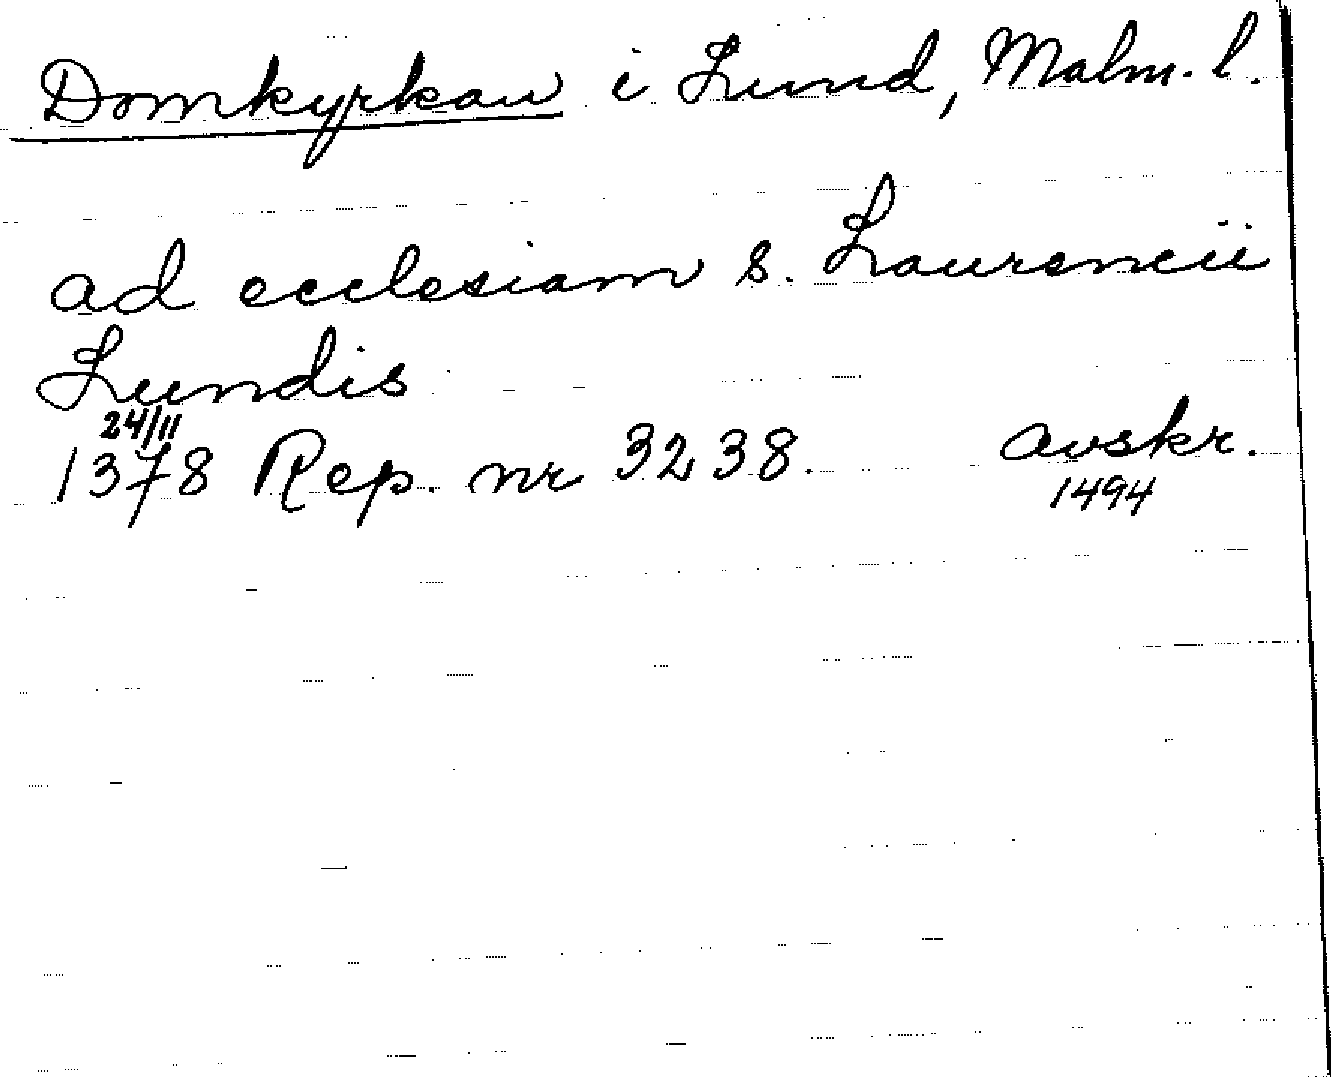 Domkyrkan i Lund, Malm. l.
ad ecclesiam s. Laurencii
Lundis
24/11
1378 Rep. nr 3238. avskr.
1494